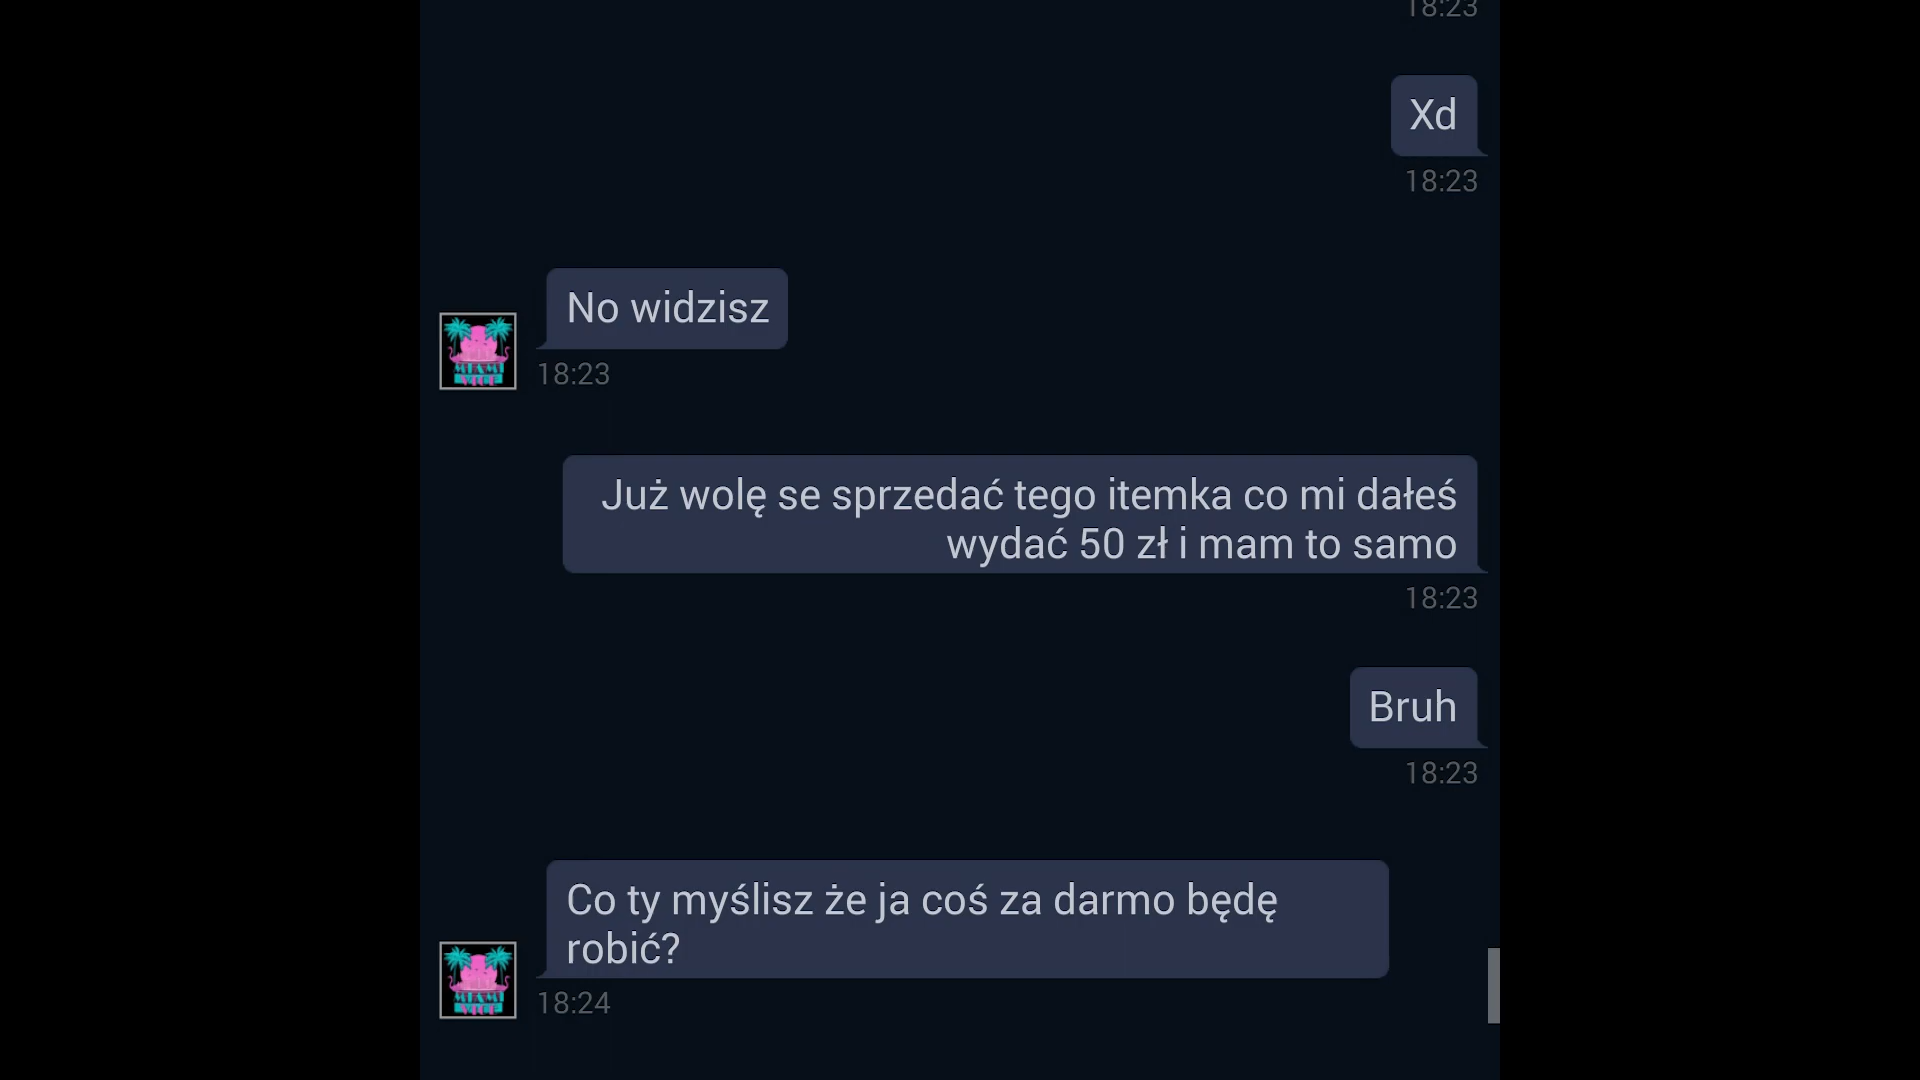 18:23
Xd
18:23
No widzisz
18:23
Już wolę se sprzedać tego itemka co mi dałeś
wydać 50 zł i mam to samo
18:23
Bruh
18:23
Co ty myślisz że ja coś za darmo będę
robić?
18:24